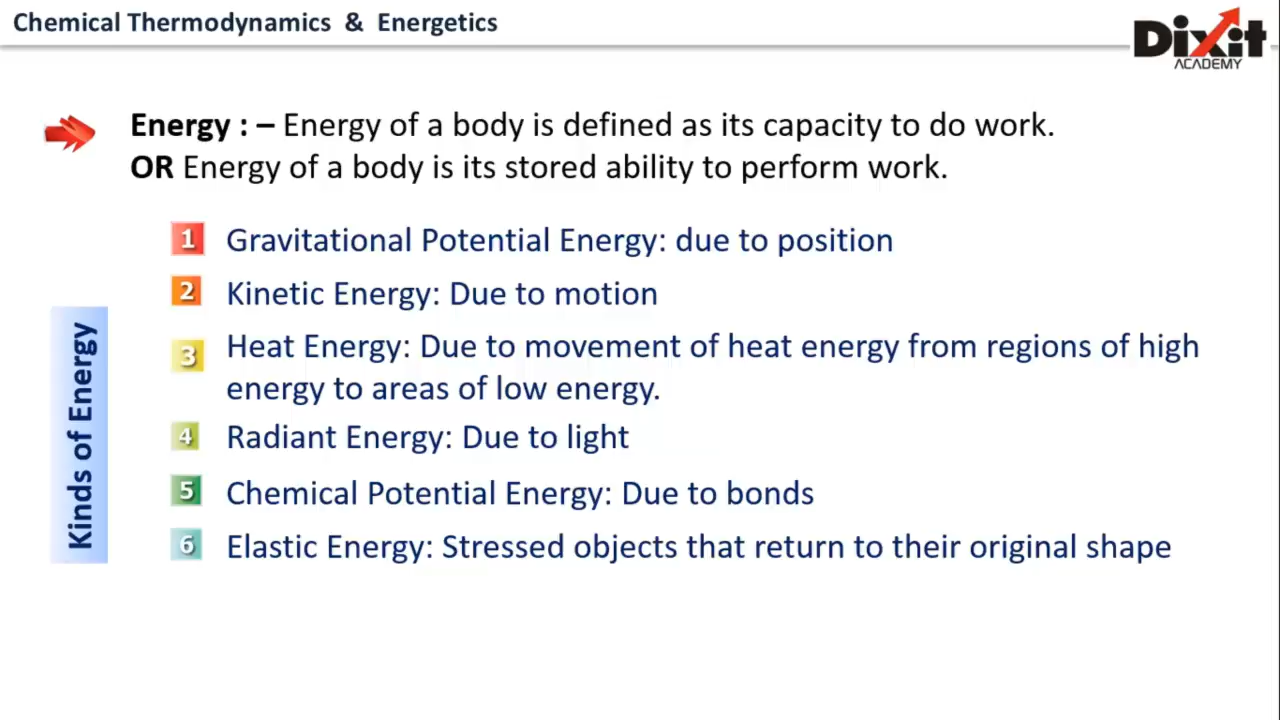 Chemical Thermodynamics & Energetics
Dixit
ACADEMY
Energy : – Energy of a body is defined as its capacity to do work.
OR Energy of a body is its stored ability to perform work.
Kinds of Energy
1 Gravitational Potential Energy: due to position
2 Kinetic Energy: Due to motion
3 Heat Energy: Due to movement of heat energy from regions of high
energy to areas of low energy.
4 Radiant Energy: Due to light
5 Chemical Potential Energy: Due to bonds
6 Elastic Energy: Stressed objects that return to their original shape